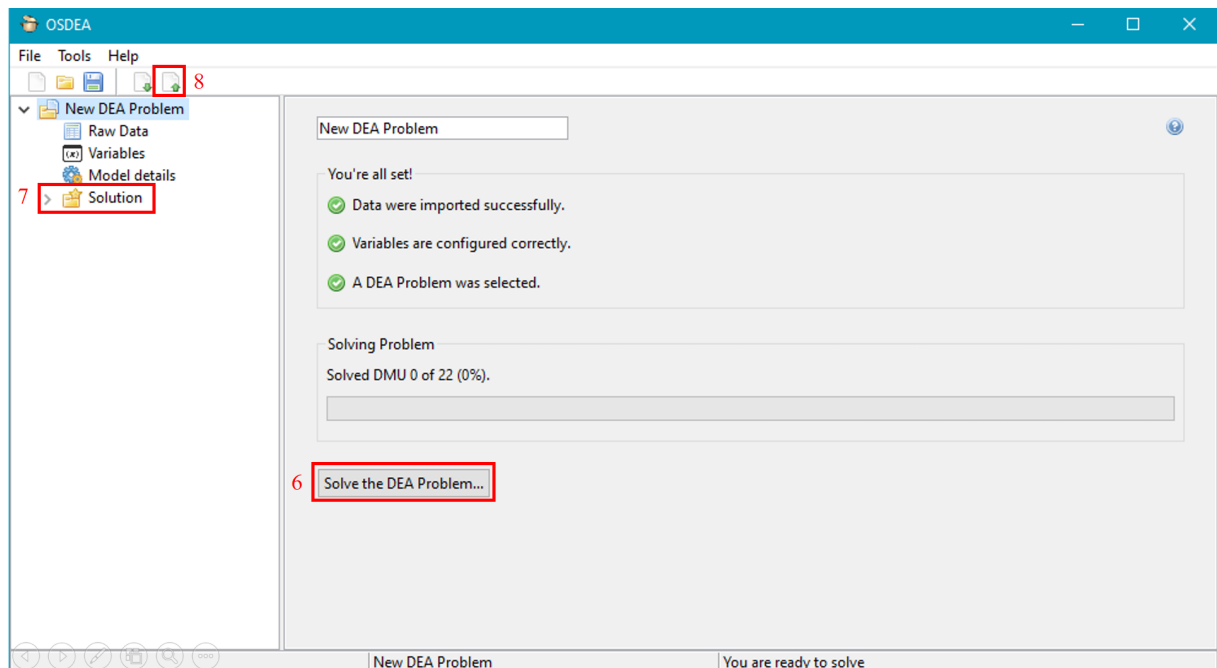 OSDEA
File Tools Help
8
New DEA Problem
Raw Data
(x) Variables
Model details
7 Solution
New DEA Problem
You're all set!
Data were imported successfully.
Variables are configured correctly.
A DEA Problem was selected.
Solving Problem
Solved DMU 0 of 22 (0%).
6 Solve the DEA Problem...
New DEA Problem You are ready to solve